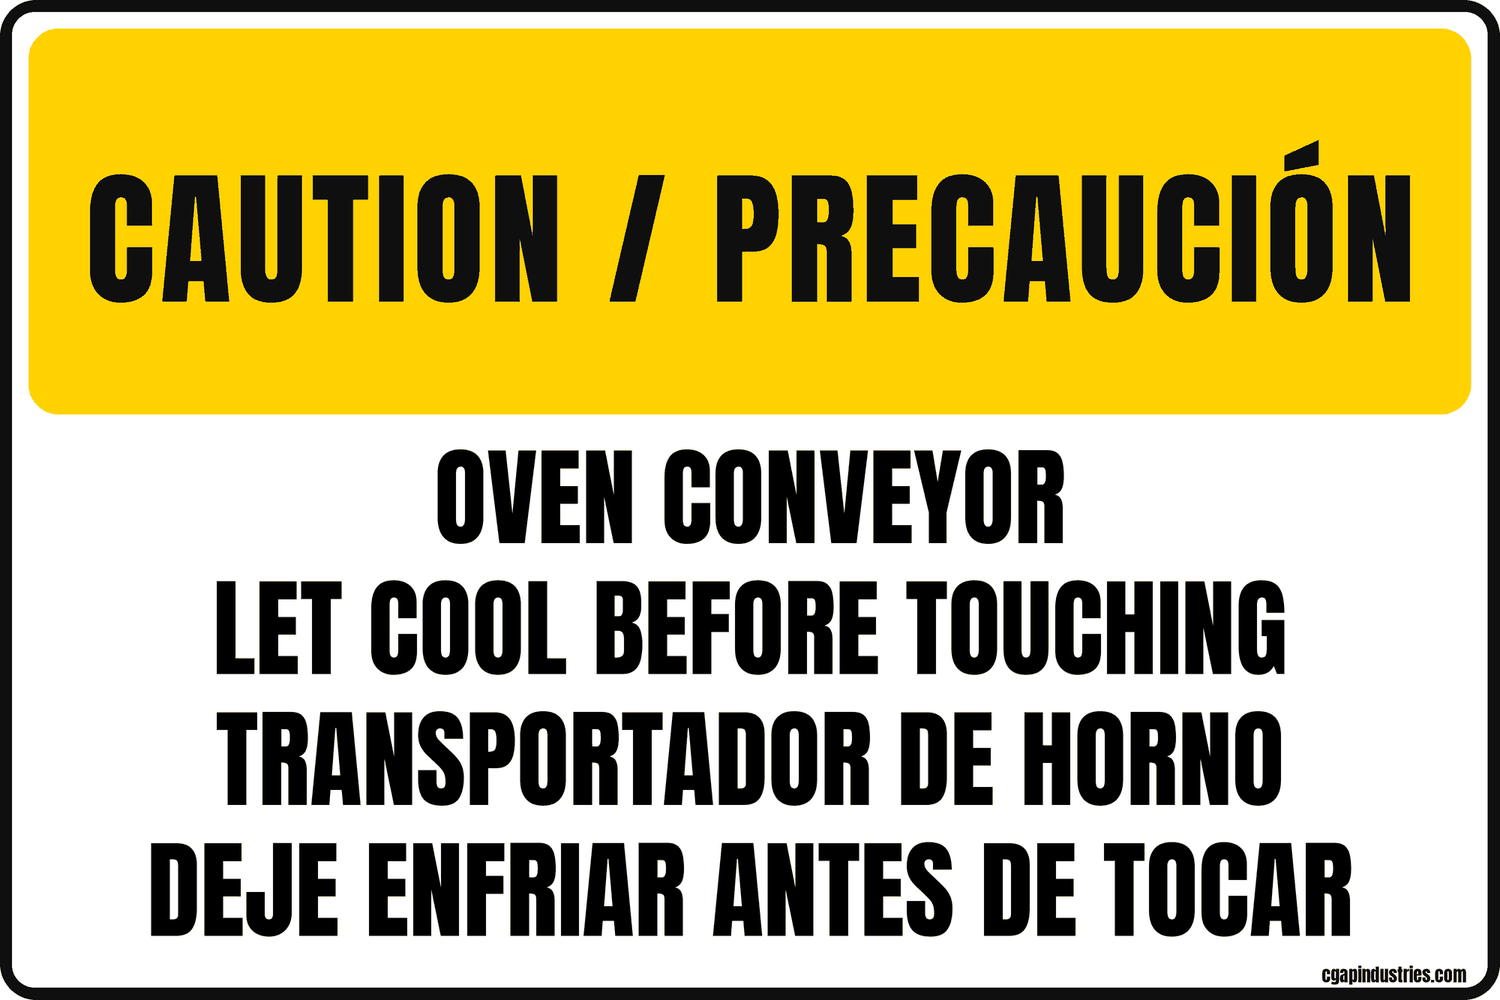 CAUTION / PRECAUCIÓN
OVEN CONVEYOR
LET COOL BEFORE TOUCHING
TRANSPORTADOR DE HORNO
DEJE ENFRIAR ANTES DE TOCAR
cgapindustries.com